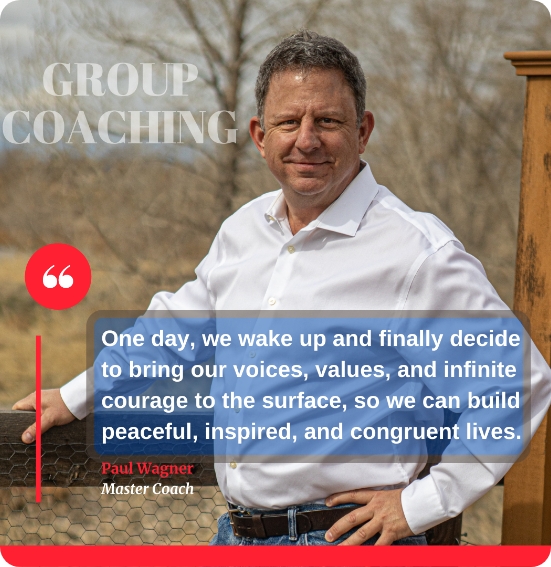 GROUP
COACHING
“
One day, we wake up and finally decide
to bring our voices, values, and infinite
courage to the surface, so we can build
peaceful, inspired, and congruent lives.
Paul Wagner
Master Coach